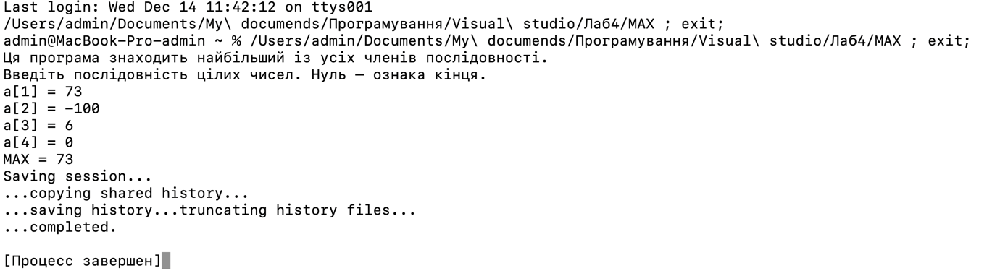 Last login: Wed Dec 14 11:42:12 on ttys001
/Users/admin/Documents/My\ documends/Програмування/Visual\ studio/Лаб4/MAX ; exit;
admin@MacBook-Pro-admin ~ % /Users/admin/Documents/My\ documends/Програмування/Visual\ studio/Лаб4/MAX ; exit;
Ця програма знаходить найбільший із усіх членів послідовності.
Введіть послідовність цілих чисел. Нуль — ознака кінця.
a[1] = 73
a[2] = -100
a[3] = 6
a[4] = 0
MAX = 73
Saving session...
...copying shared history...
...saving history...truncating history files...
...completed.
[Процесс завершен]